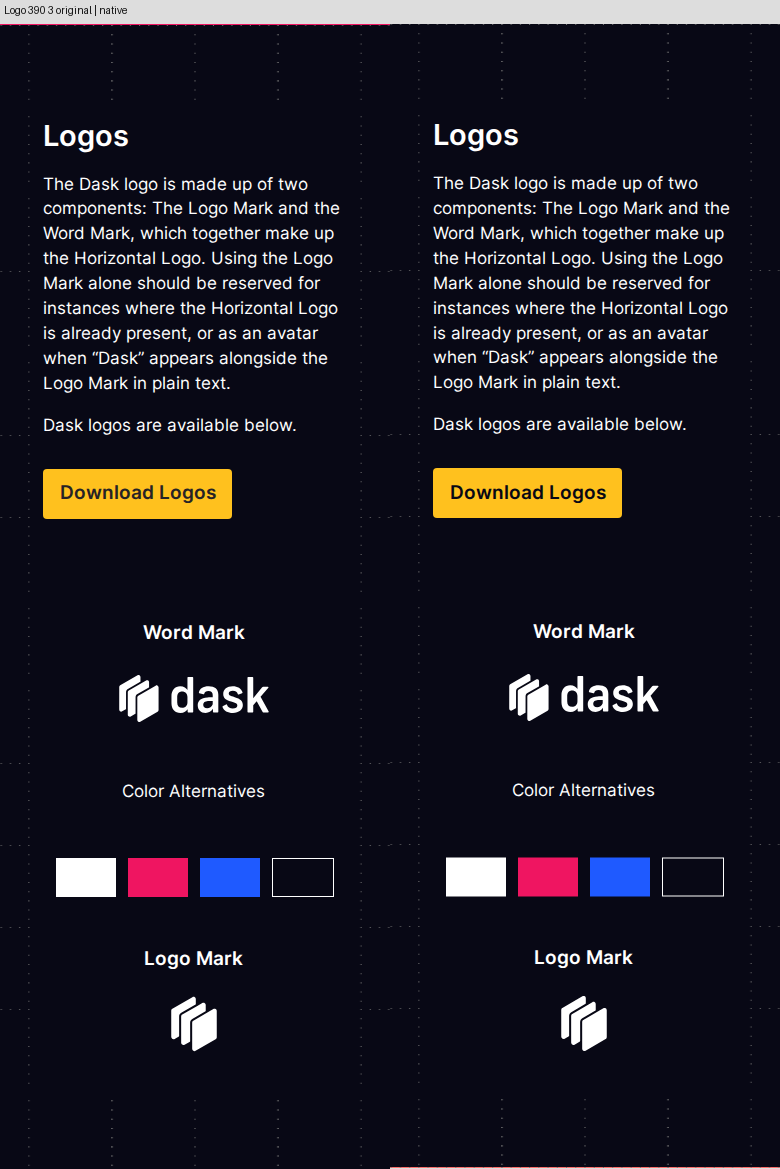 Logo 390 3 original | native
Logos
The Dask logo is made up of two
components: The Logo Mark and the
Word Mark, which together make up
the Horizontal Logo. Using the Logo
Mark alone should be reserved for
instances where the Horizontal Logo
is already present, or as an avatar
when “Dask” appears alongside the
Logo Mark in plain text.
Dask logos are available below.
Download Logos
Word Mark
dask
Color Alternatives
Logo Mark
Logos
The Dask logo is made up of two
components: The Logo Mark and the
Word Mark, which together make up
the Horizontal Logo. Using the Logo
Mark alone should be reserved for
instances where the Horizontal Logo
is already present, or as an avatar
when “Dask” appears alongside the
Logo Mark in plain text.
Dask logos are available below.
Download Logos
Word Mark
dask
Color Alternatives
Logo Mark